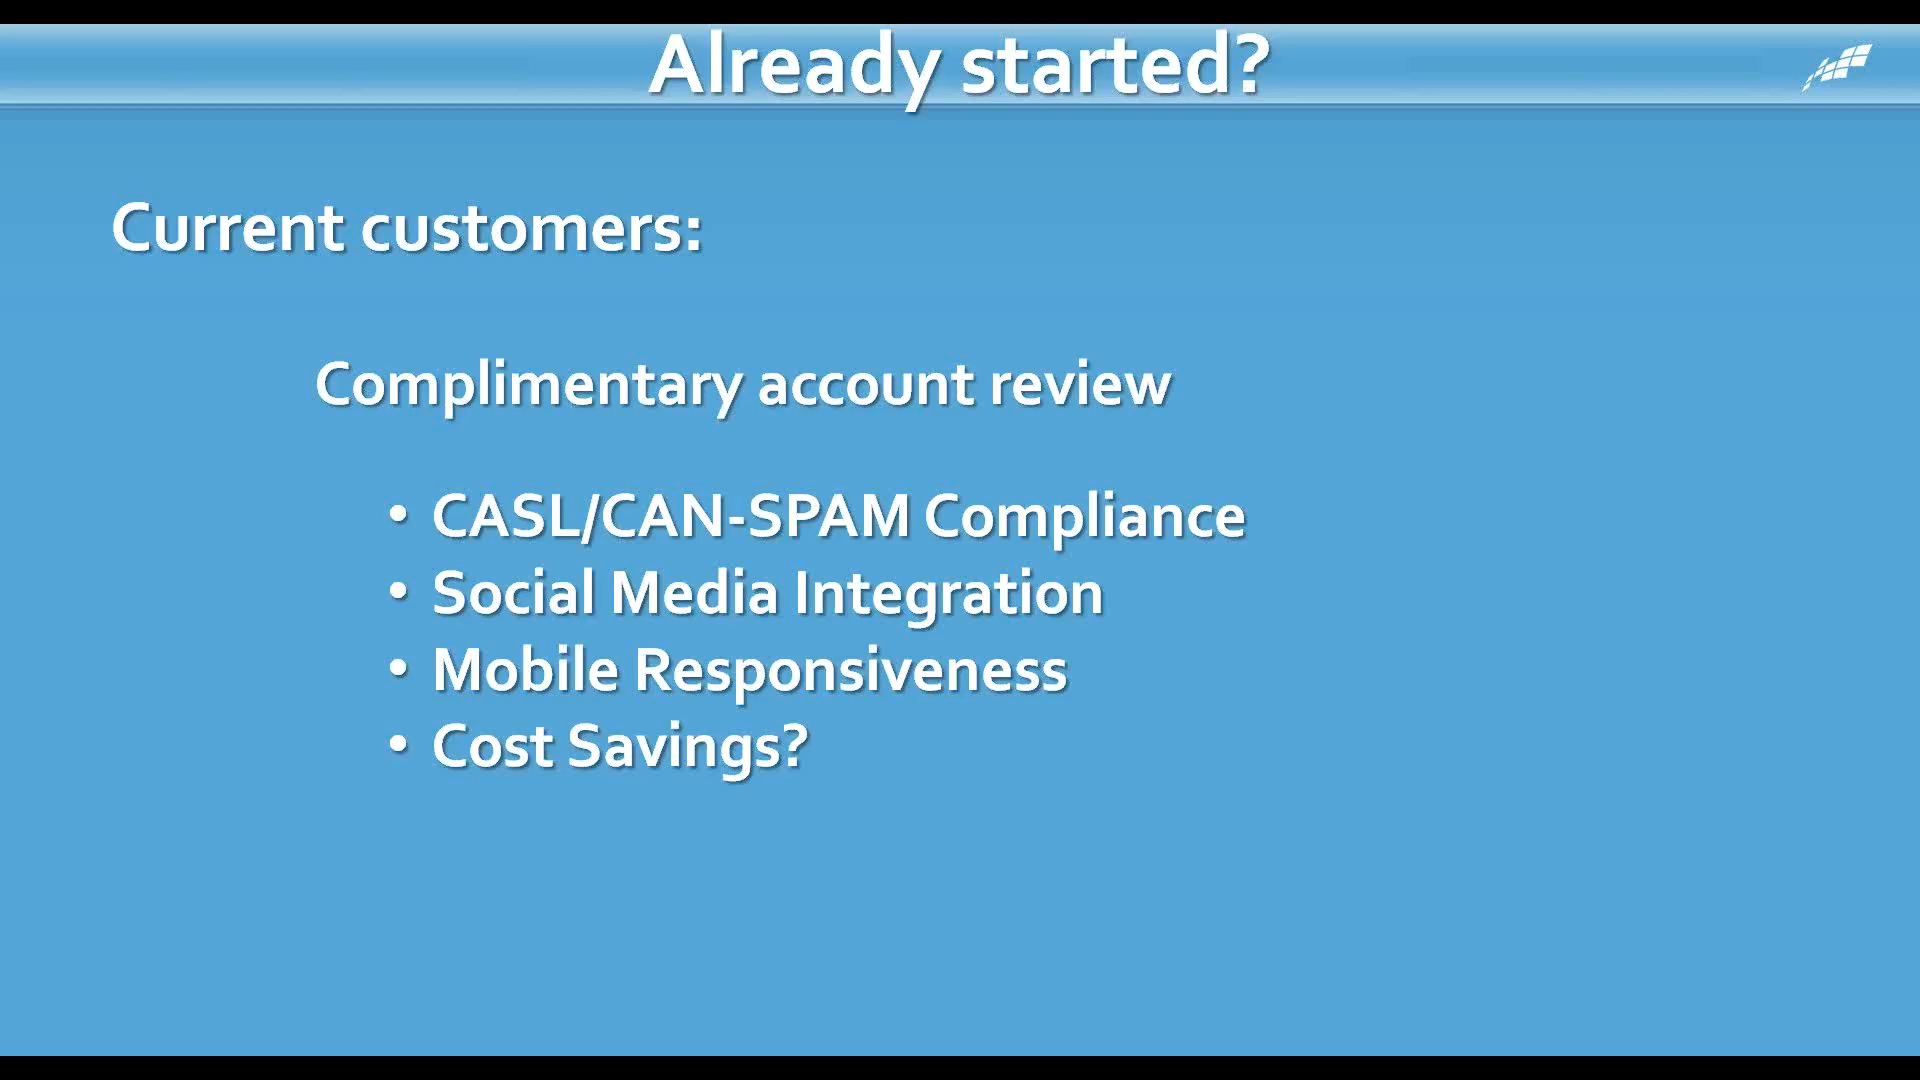 Already started?
Current customers:
Complimentary account review
• CASL/CAN-SPAM Compliance
• Social Media Integration
• Mobile Responsiveness
• Cost Savings?